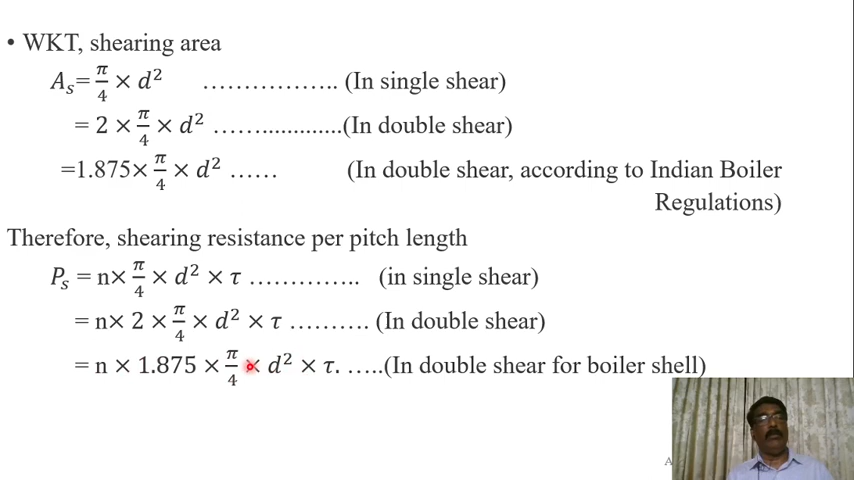 • WKT, shearing area
A_s = π/4 × d² ……………….. (In single shear)
= 2 × π/4 × d² ……..............(In double shear)
=1.875× π/4 × d² …… (In double shear, according to Indian Boiler
Regulations)
Therefore, shearing resistance per pitch length
P_s = n× π/4 × d² × τ ………….. (in single shear)
= n× 2 × π/4 × d² × τ ………. (In double shear)
= n × 1.875 × π/4 × d² × τ. …..(In double shear for boiler shell)